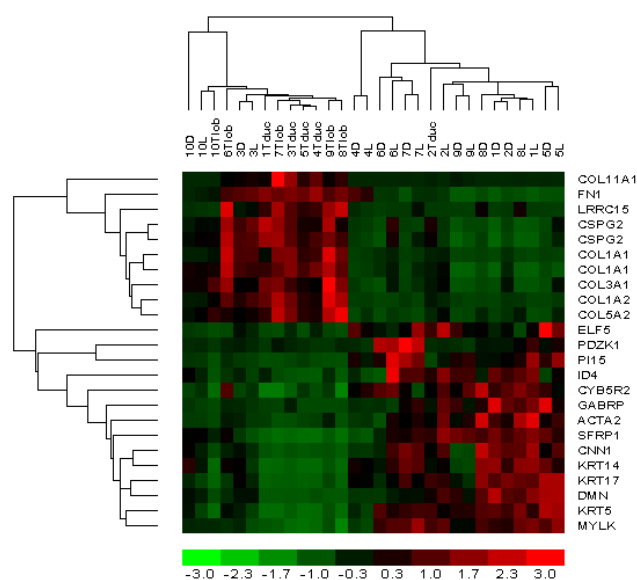 10D
10L
10Tlob
6Tlob
3D
3L
1Tduc
7Tlob
3Tduc
5Tduc
4Tduc
9Tlob
8Tlob
4D
4L
6D
6L
7D
7L
2Tduc
2L
9D
9L
8D
1D
2D
8L
1L
5D
5L
COL11A1
FN1
LRRC15
CSPG2
CSPG2
COL1A1
COL1A1
COL3A1
COL1A2
COL5A2
ELF5
PDZK1
PI15
ID4
CYB5R2
GABRP
ACTA2
SFRP1
CNN1
KRT14
KRT17
DMN
KRT5
MYLK
-3.0 -2.3 -1.7 -1.0 -0.3 0.3 1.0 1.7 2.3 3.0